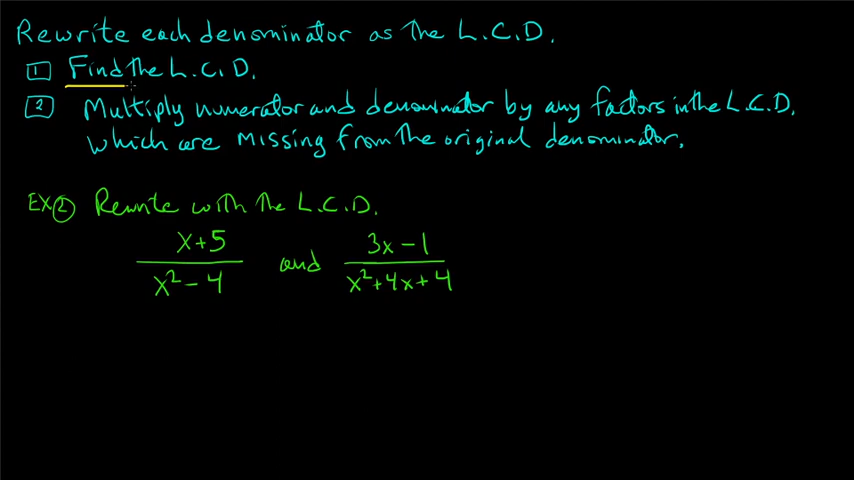 Rewrite each denominator as the L.C.D.
1 Find the L.C.D.
2 Multiply numerator and denominator by any factors in the L.C.D.
which are missing from the original denominator.
EX 2 Rewrite with the L.C.D.
x+5 / x²-4 and 3x-1 / x²+4x+4